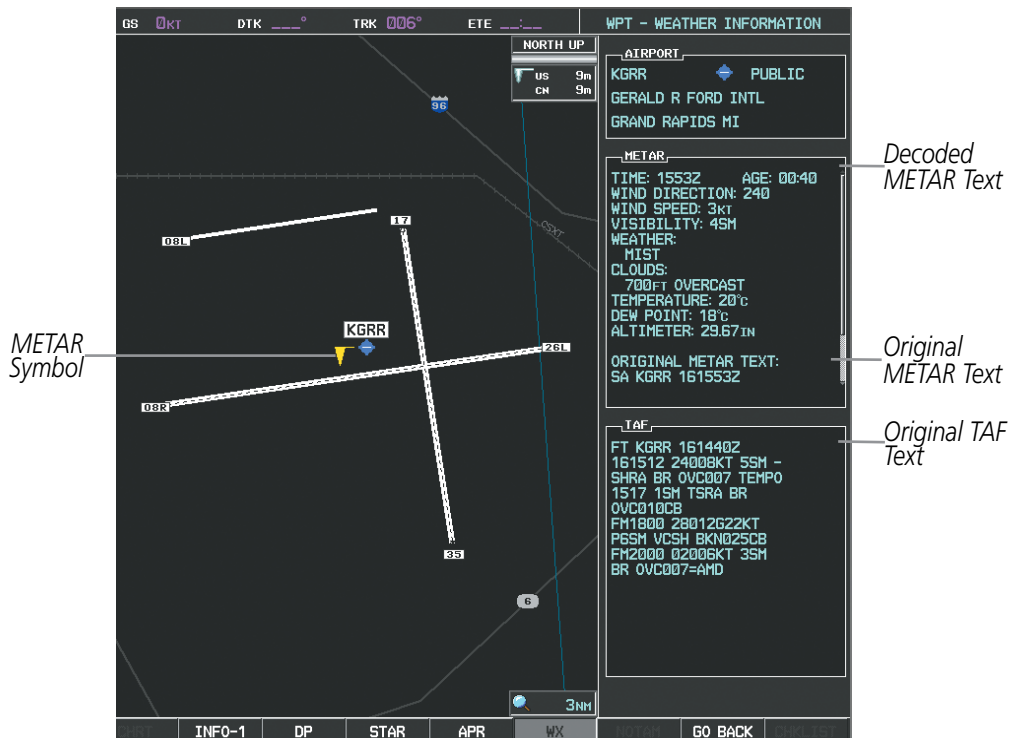 GS 0KT DTK ___° TRK 006° ETE __:__ WPT – WEATHER INFORMATION
NORTH UP
US 9m
CN 9m
96
CSXT
17
08L
KGRR
26L
08R
35
6
3NM
AIRPORT
KGRR PUBLIC
GERALD R FORD INTL
GRAND RAPIDS MI
METAR
TIME: 1553Z AGE: 00:40
WIND DIRECTION: 240
WIND SPEED: 3KT
VISIBILITY: 4SM
WEATHER:
MIST
CLOUDS:
700FT OVERCAST
TEMPERATURE: 20°C
DEW POINT: 18°C
ALTIMETER: 29.67IN
ORIGINAL METAR TEXT:
SA KGRR 161553Z
TAF
FT KGRR 161440Z
161512 24008KT 5SM -
SHRA BR OVC007 TEMPO
1517 1SM TSRA BR
OVC010CB
FM1800 28012G22KT
P6SM VCSH BKN025CB
FM2000 02006KT 3SM
BR OVC007=AMD
METAR
Symbol
Decoded
METAR Text
Original
METAR Text
Original TAF
Text
CHRT INFO-1 DP STAR APR WX NOTAM GO BACK CHKLIST